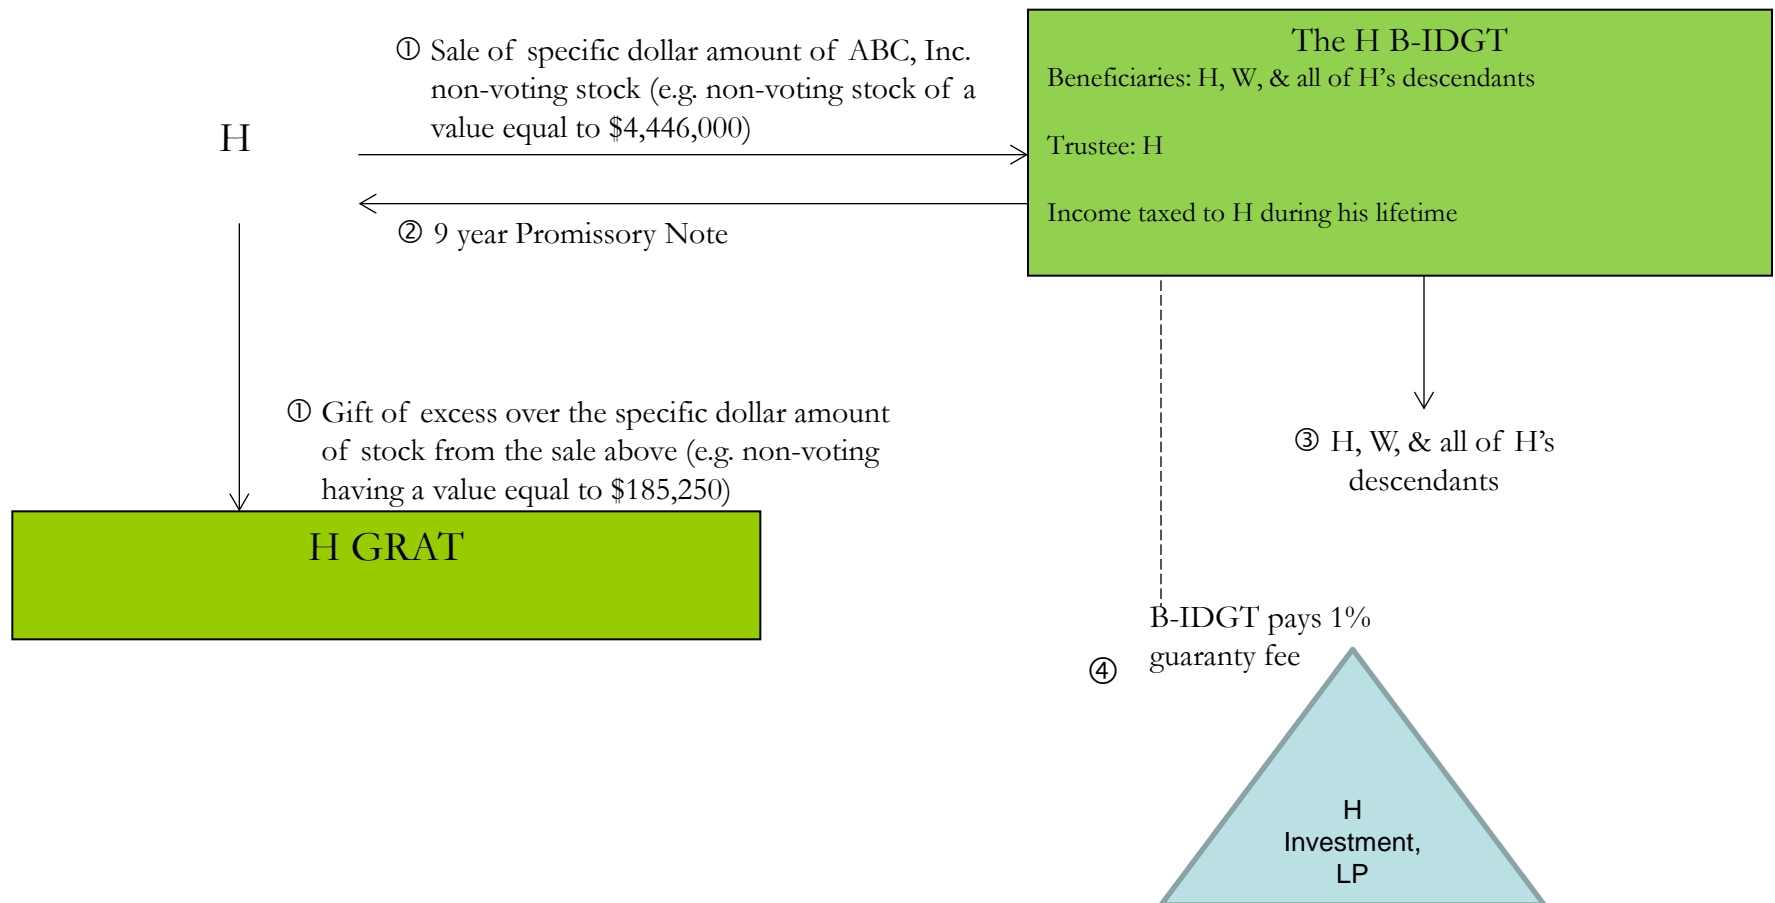 ① Sale of specific dollar amount of ABC, Inc.
non-voting stock (e.g. non-voting stock of a
value equal to $4,446,000)
H
② 9 year Promissory Note
The H B-IDGT
Beneficiaries: H, W, & all of H’s descendants
Trustee: H
Income taxed to H during his lifetime
① Gift of excess over the specific dollar amount
of stock from the sale above (e.g. non-voting
having a value equal to $185,250)
③ H, W, & all of H’s
descendants
H GRAT
B-IDGT pays 1%
guaranty fee
④
H
Investment,
LP